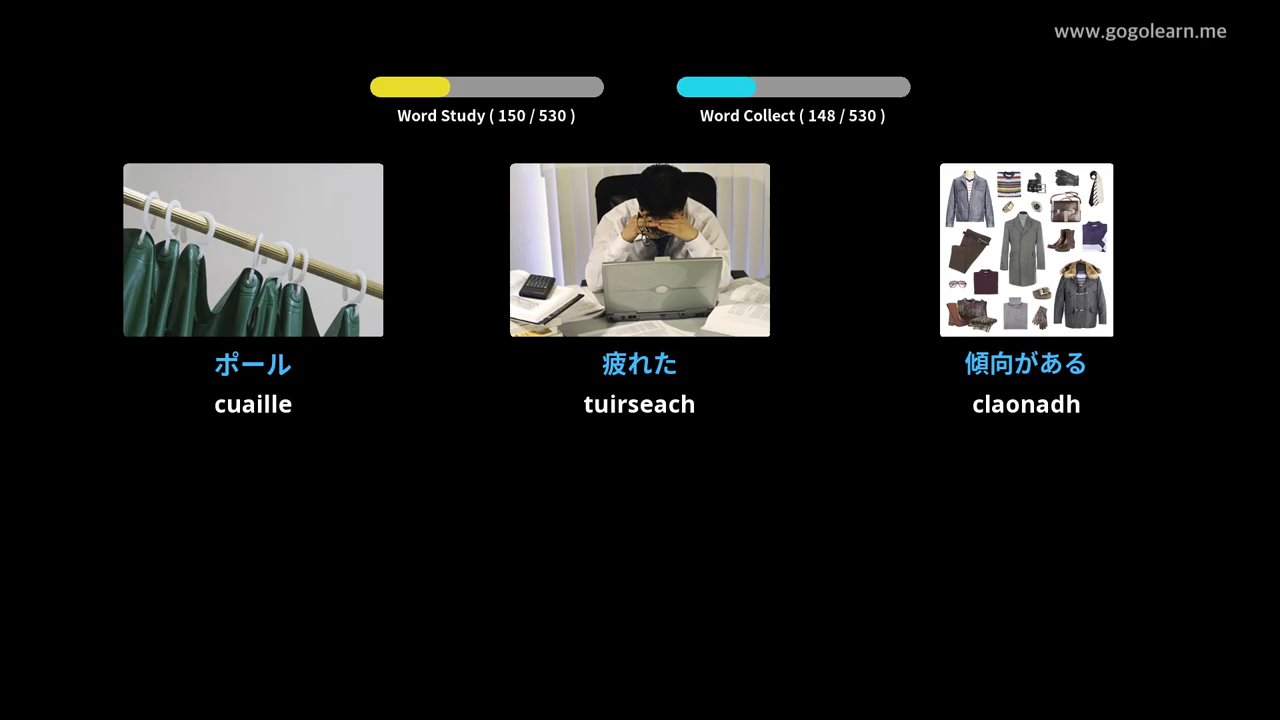 www.gogolearn.me
Word Study ( 150 / 530 )
Word Collect ( 148 / 530 )
ポール
疲れた
傾向がある
cuaille
tuirseach
claonadh